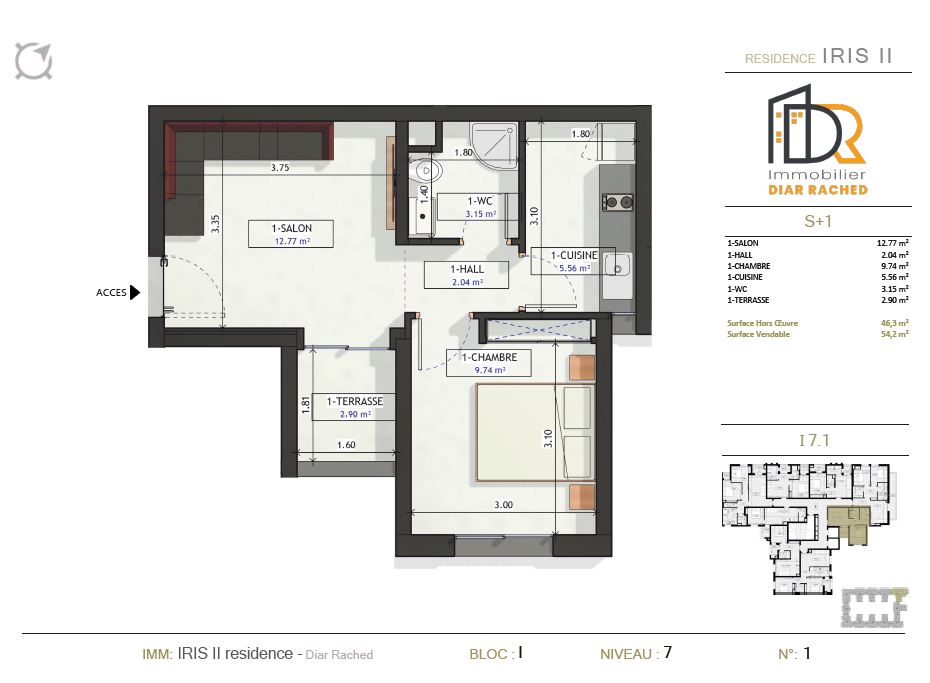 RESIDENCE IRIS II
Immobilier
DIAR RACHED
S+1
1-SALON 12.77 m²
1-HALL 2.04 m²
1-CHAMBRE 9.74 m²
1-CUISINE 5.56 m²
1-WC 3.15 m²
1-TERRASSE 2.90 m²
Surface Hors Œuvre 46,3 m²
Surface Vendable 54,2 m²
I 7.1
1.80
1.80
3.75
1.40
1-WC
3.15 m²
3.35
3.10
1-SALON
12.77 m²
1-CUISINE
5.56 m²
1-HALL
2.04 m²
ACCES
1-CHAMBRE
9.74 m²
1.81
1-TERRASSE
2.90 m²
3.10
1.60
3.00
IMM: IRIS II residence - Diar Rached BLOC : I NIVEAU : 7 N°: 1